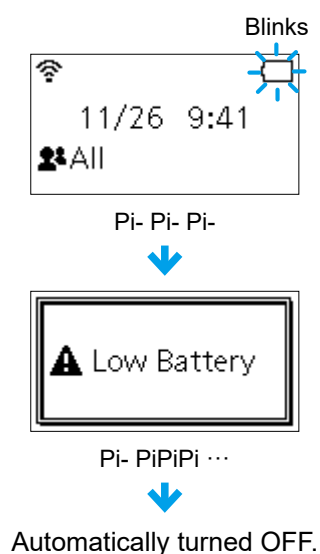 Blinks
11/26 9:41
All
Pi- Pi- Pi-
Low Battery
Pi- PiPiPi ⋯
Automatically turned OFF.